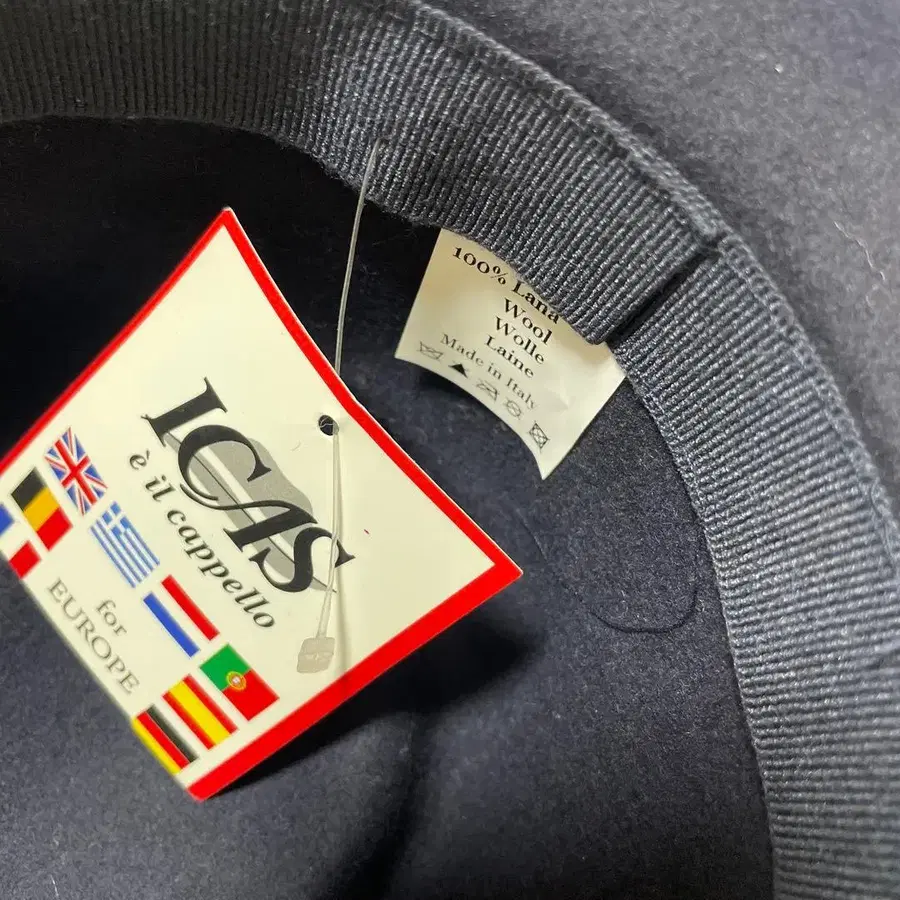 ICAS
è il cappello
for
EUROPE
100% Lana
Wool
Wolle
Laine
Made in Italy